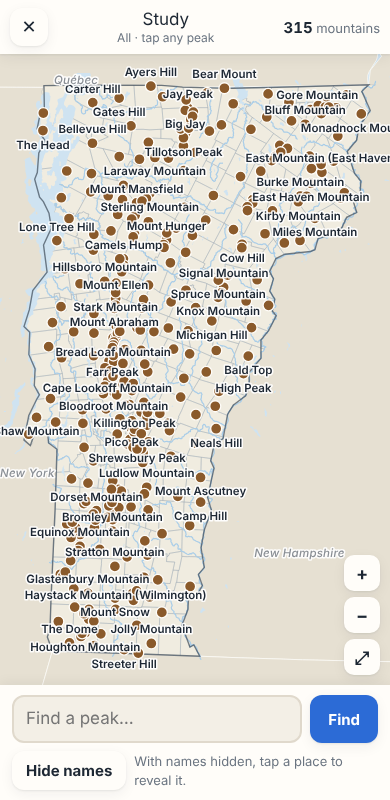 ✕
Study
All · tap any peak
315 mountains
Québec
Ayers Hill
Bear Mount
Carter Hill
Jay Peak
Gore Mountain
Gates Hill
Bluff Mountain
Bellevue Hill
Big Jay
Monadnock Mou
The Head
Tillotson Peak
East Mountain (East Haven
Laraway Mountain
Burke Mountain
Mount Mansfield
East Haven Mountain
Sterling Mountain
Kirby Mountain
Lone Tree Hill
Mount Hunger
Miles Mountain
Camels Hump
Cow Hill
Hillsboro Mountain
Signal Mountain
Mount Ellen
Spruce Mountain
Stark Mountain
Knox Mountain
Mount Abraham
Michigan Hill
Bread Loaf Mountain
Farr Peak
Bald Top
Cape Lookoff Mountain
High Peak
Bloodroot Mountain
Killington Peak
Shaw Mountain
Pico Peak
Neals Hill
Shrewsbury Peak
New York
Ludlow Mountain
Dorset Mountain
Mount Ascutney
Bromley Mountain
Camp Hill
Equinox Mountain
Stratton Mountain
New Hampshire
Glastenbury Mountain
Haystack Mountain (Wilmington)
Mount Snow
The Dome
Jolly Mountain
Houghton Mountain
Streeter Hill
+
−
Find a peak...
Find
Hide names
With names hidden, tap a place to
reveal it.